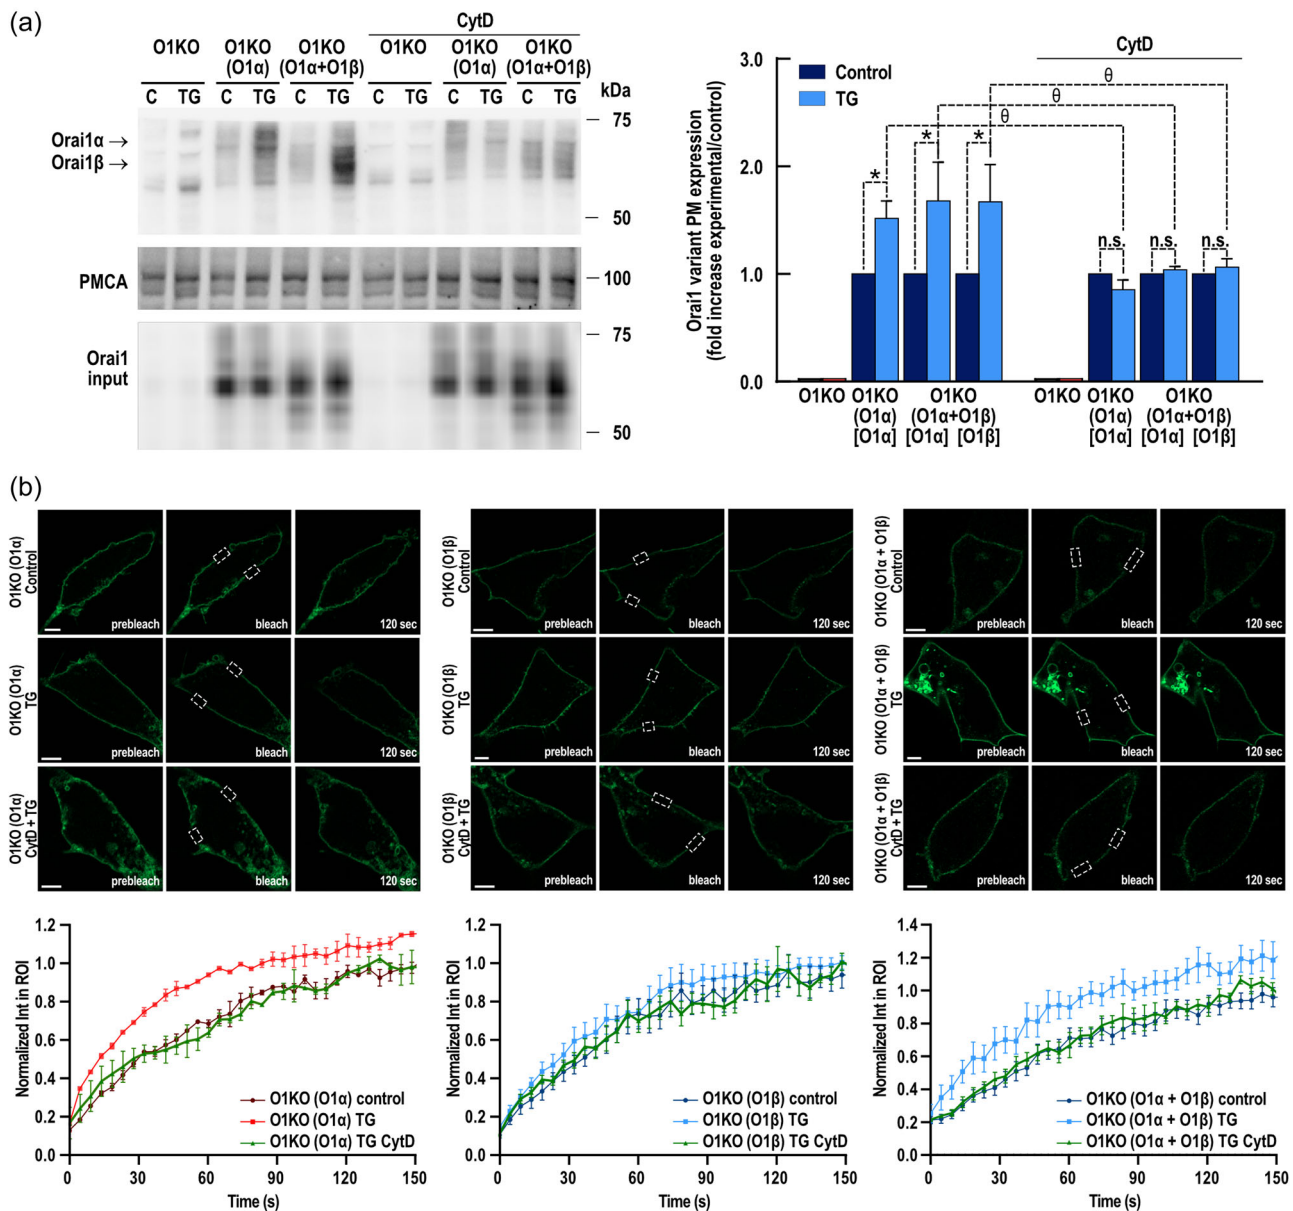 (a)
CytD
O1KO
O1KO
(O1α)
O1KO
(O1α+O1β)
O1KO
O1KO
(O1α)
O1KO
(O1α+O1β)
C TG C TG C TG C TG C TG C TG kDa
Orai1α →
Orai1β →
75
50
PMCA
100
Orai1
input
75
50
CytD
Control
TG
Orai1 variant PM expression
(fold increase experimental/control)
3.0
2.0
1.0
0.0
* * *
θ
θ
θ
n.s. n.s. n.s.
O1KO O1KO O1KO O1KO O1KO O1KO
(O1α) (O1α+O1β) (O1α) (O1α+O1β)
[O1α] [O1α] [O1β] [O1α] [O1α] [O1β]
(b)
O1KO (O1α)
Control
prebleach
bleach
120 sec
O1KO (O1β)
Control
prebleach
bleach
120 sec
O1KO (O1α + O1β)
Control
prebleach
bleach
120 sec
O1KO (O1α)
TG
prebleach
bleach
120 sec
O1KO (O1β)
TG
prebleach
bleach
120 sec
O1KO (O1α + O1β)
TG
prebleach
bleach
120 sec
O1KO (O1α)
CytD + TG
prebleach
bleach
120 sec
O1KO (O1β)
CytD + TG
prebleach
bleach
120 sec
O1KO (O1α + O1β)
CytD + TG
prebleach
bleach
120 sec
Normalized Int in ROI
1.2
1.0
0.8
0.6
0.4
0.2
0.0
O1KO (O1α) control
O1KO (O1α) TG
O1KO (O1α) TG CytD
0 30 60 90 120 150
Time (s)
Normalized Int in ROI
1.2
1.0
0.8
0.6
0.4
0.2
0.0
O1KO (O1β) control
O1KO (O1β) TG
O1KO (O1β) TG CytD
0 30 60 90 120 150
Time (s)
Normalized Int in ROI
1.4
1.2
1.0
0.8
0.6
0.4
0.2
0.0
O1KO (O1α + O1β) control
O1KO (O1α + O1β) TG
O1KO (O1α + O1β) TG CytD
0 30 60 90 120 150
Time (s)